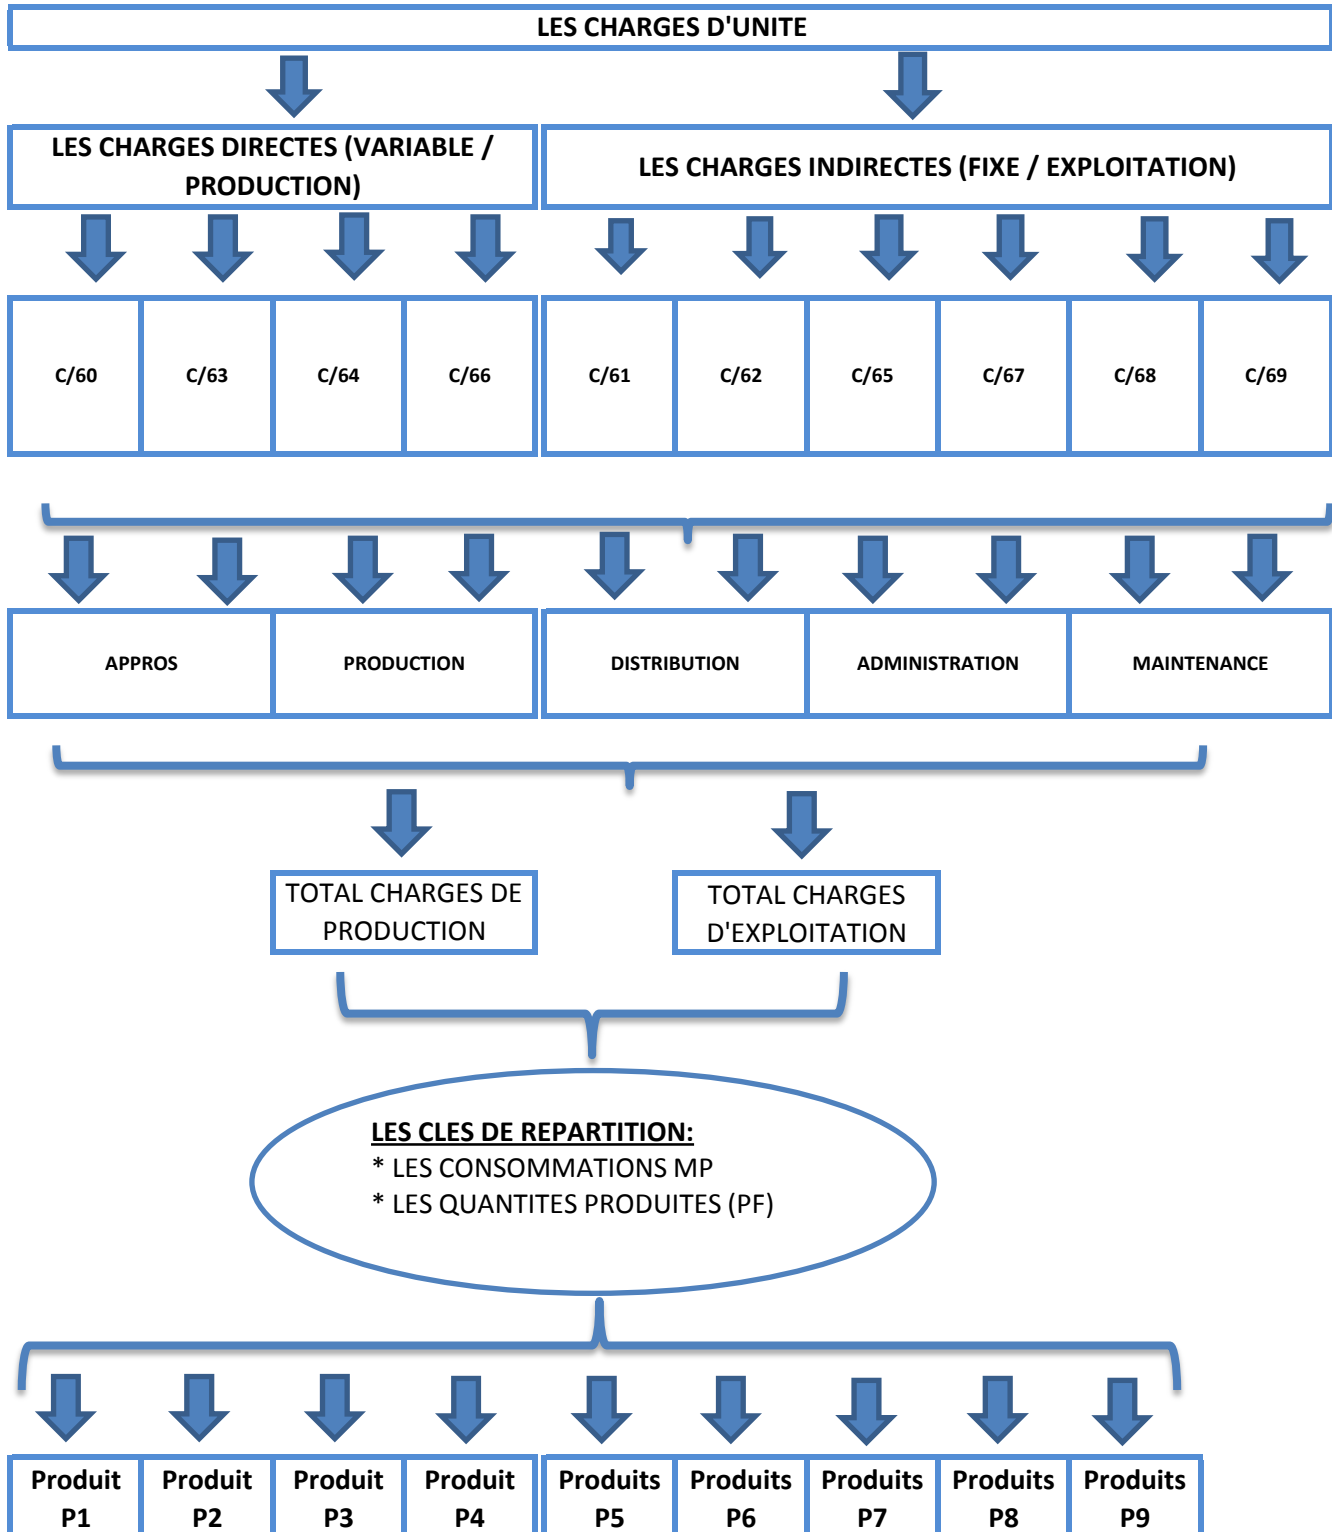 LES CHARGES D'UNITE
LES CHARGES DIRECTES (VARIABLE /
PRODUCTION)
LES CHARGES INDIRECTES (FIXE / EXPLOITATION)
C/60 C/63 C/64 C/66 C/61 C/62 C/65 C/67 C/68 C/69
APPROS PRODUCTION DISTRIBUTION ADMINISTRATION MAINTENANCE
TOTAL CHARGES DE
PRODUCTION
TOTAL CHARGES
D'EXPLOITATION
LES CLES DE REPARTITION:
* LES CONSOMMATIONS MP
* LES QUANTITES PRODUITES (PF)
Produit Produit Produit Produit Produits Produits Produits Produits Produits
P1 P2 P3 P4 P5 P6 P7 P8 P9